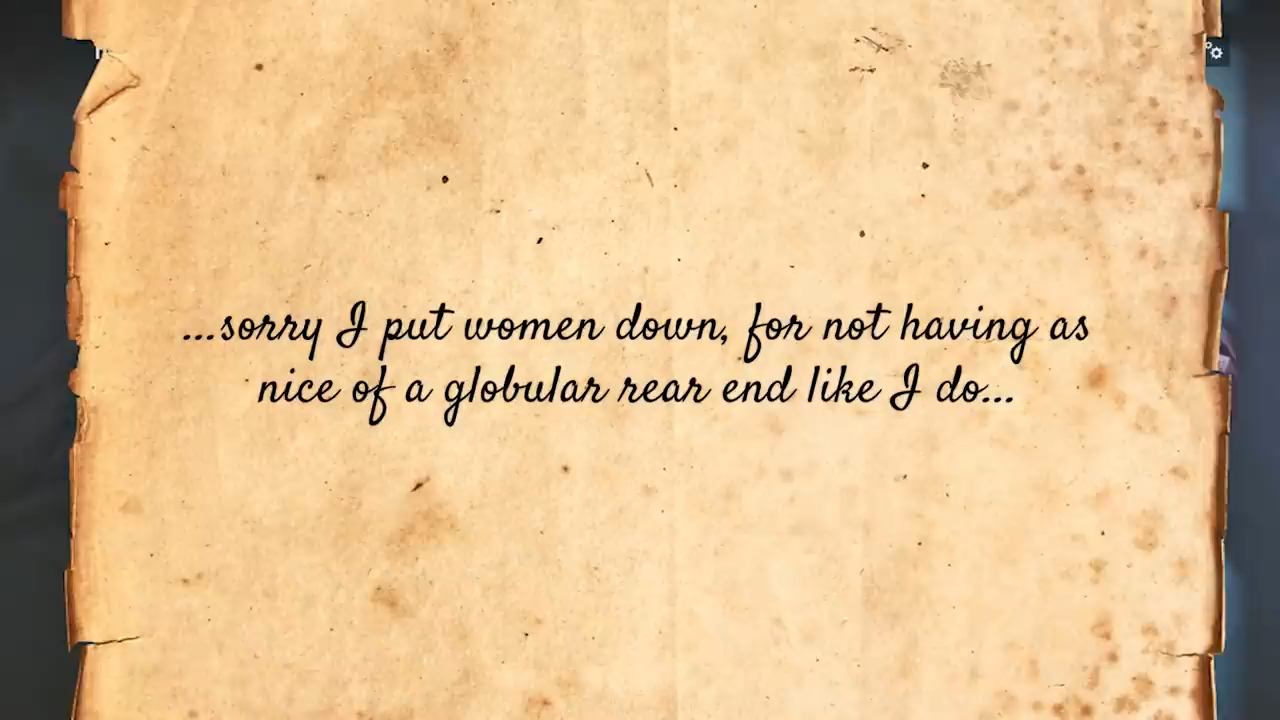 ...sorry I put women down, for not having as
nice of a globular rear end like I do...